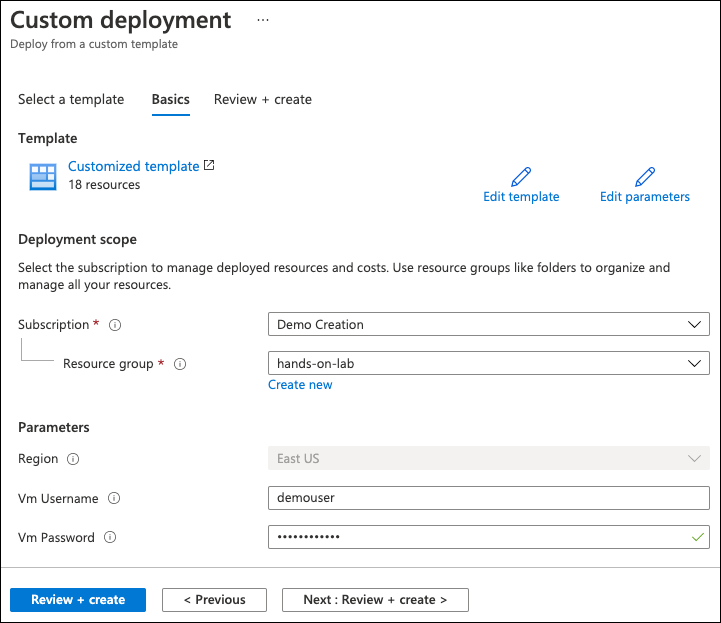 Custom deployment ...
Deploy from a custom template
Select a template Basics Review + create
Template
Customized template
18 resources
Edit template Edit parameters
Deployment scope
Select the subscription to manage deployed resources and costs. Use resource groups like folders to organize and
manage all your resources.
Subscription * Demo Creation
Resource group * hands-on-lab
Create new
Parameters
Region East US
Vm Username demouser
Vm Password ••••••••••••
Review + create < Previous Next : Review + create >